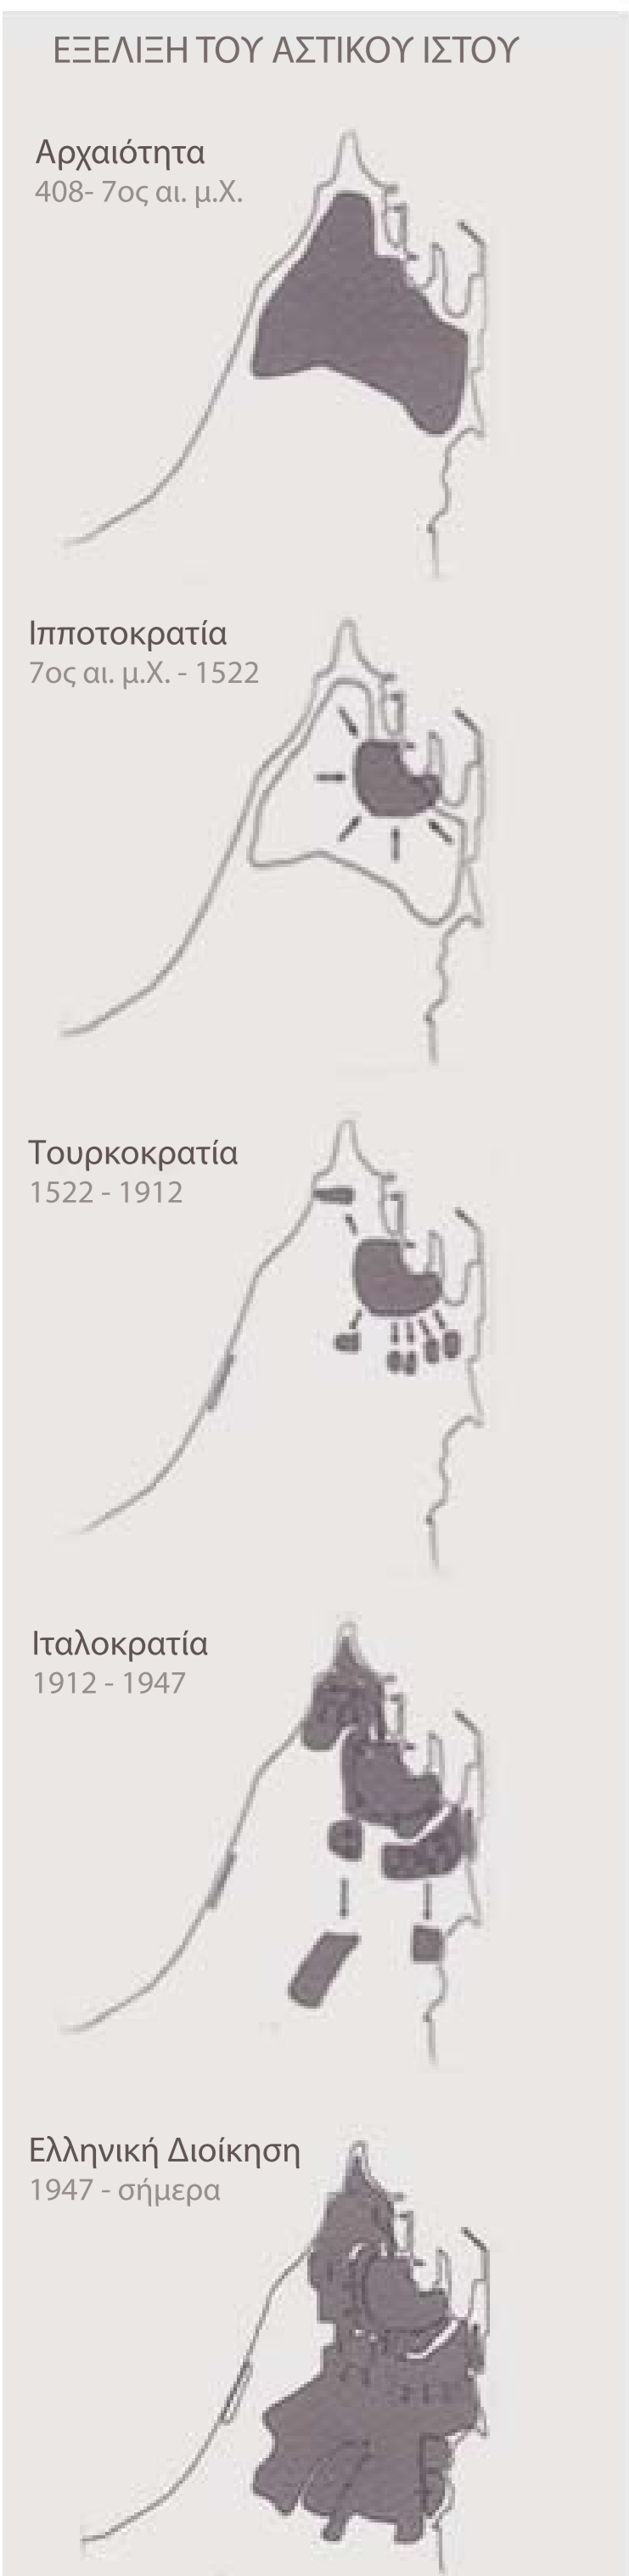 ΕΞΕΛΙΞΗ ΤΟΥ ΑΣΤΙΚΟΥ ΙΣΤΟΥ
Αρχαιότητα
408- 7ος αι. μ.Χ.
Ιπποτοκρατία
7ος αι. μ.Χ. - 1522
Τουρκοκρατία
1522 - 1912
Ιταλοκρατία
1912 - 1947
Ελληνική Διοίκηση
1947 - σήμερα